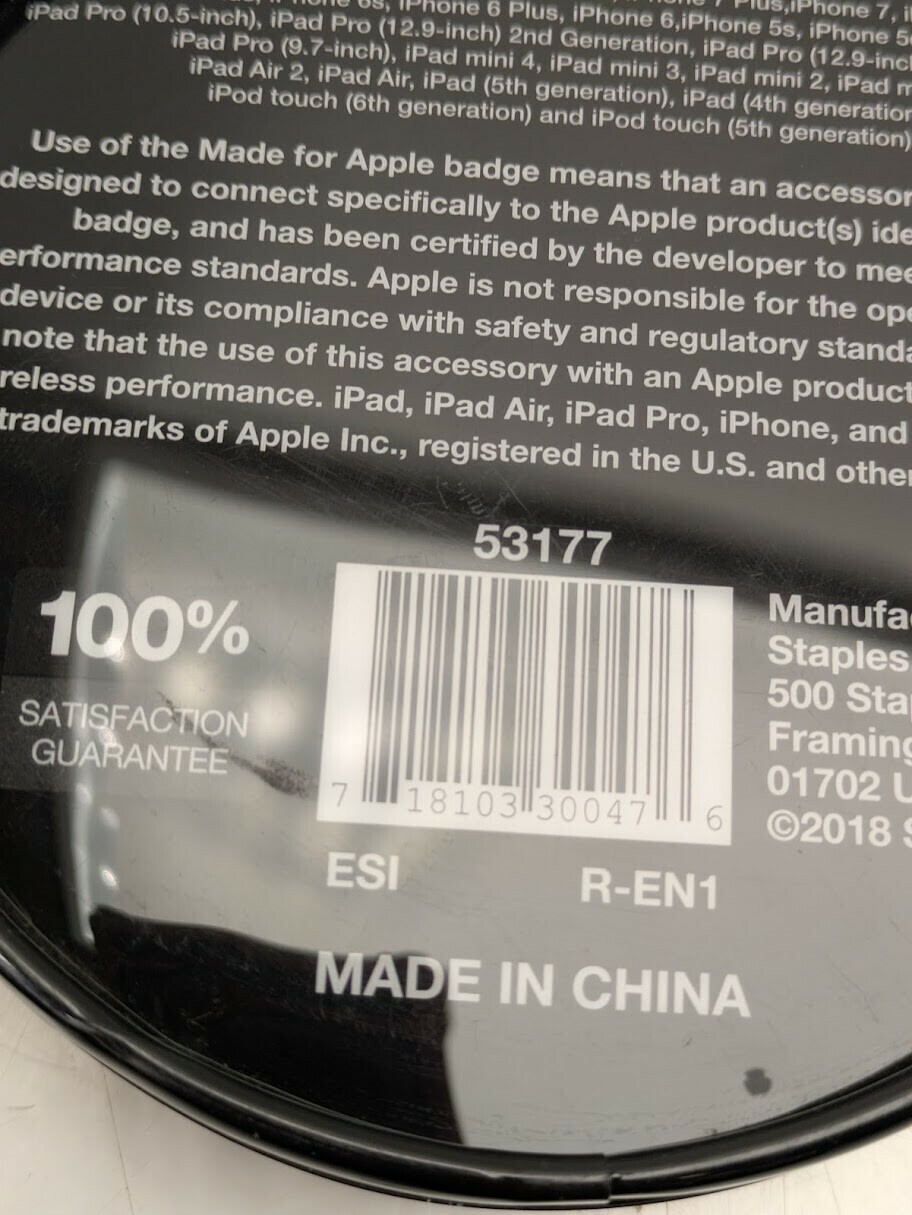 6s, iPhone 6 Plus, iPhone 6,iPhone 5s, iPhone 7 Plus,iPhone 7,
iPad Pro (10.5-inch), iPad Pro (12.9-inch) 2nd Generation, iPad Pro (12.9-inc
iPad Pro (9.7-inch), iPad mini 4, iPad mini 3, iPad mini 2, iPad m
iPad Air 2, iPad Air, iPad (5th generation), iPad (4th generation
iPod touch (6th generation) and iPod touch (5th generation)
Use of the Made for Apple badge means that an accessor
designed to connect specifically to the Apple product(s) ide
badge, and has been certified by the developer to mee
erformance standards. Apple is not responsible for the ope
device or its compliance with safety and regulatory standa
note that the use of this accessory with an Apple product
reless performance. iPad, iPad Air, iPad Pro, iPhone, and
trademarks of Apple Inc., registered in the U.S. and other
53177
100%
SATISFACTION
GUARANTEE
7 18103 30047 6
ESI R-EN1
MADE IN CHINA
Manufa
Staples
500 Sta
Framing
01702 U
©2018 S